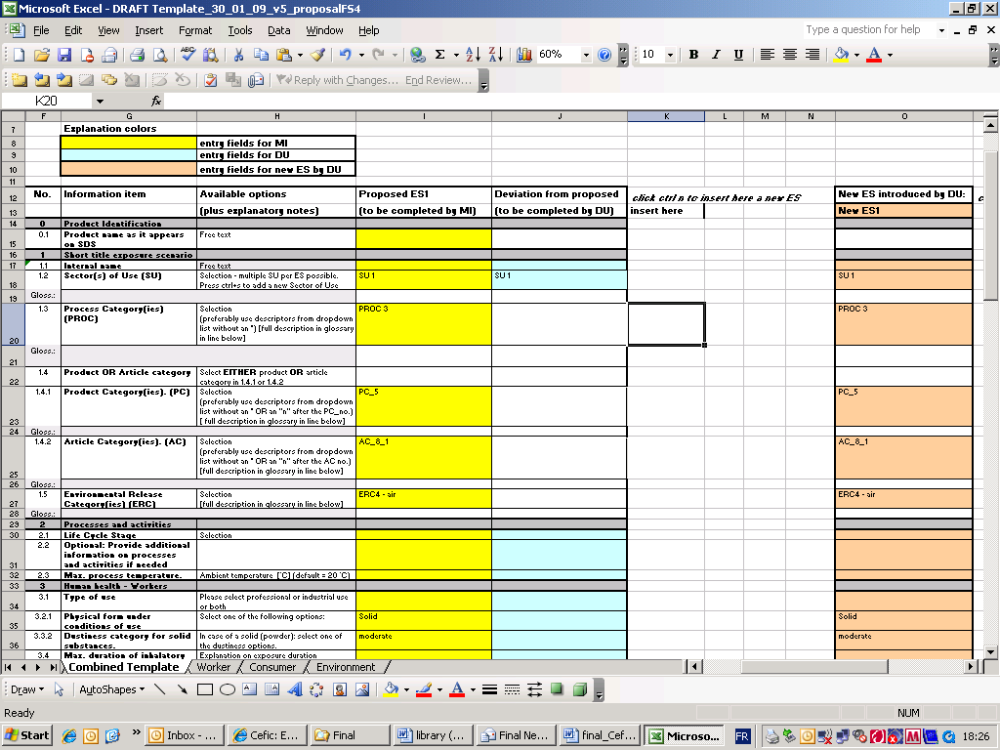 Microsoft Excel - DRAFT Template_30_01_09_v5_proposalFS4
File Edit View Insert Format Tools Data Window Help Type a question for help
60% 10 B I U A
Reply with Changes... End Review...
K20 fx
F G H I J K L M N O
7 Explanation colors
8 entry fields for MI
9 entry fields for DU
10 entry fields for new ES by DU
11
12 No. Information item Available options Proposed ES1 Deviation from proposed click ctrl n to insert here a new ES New ES introduced by DU:
13 (plus explanatory notes) (to be completed by MI) (to be completed by DU) insert here New ES1
14 0 Product Identification
15 0.1 Product name as it appears on SDS Free text
16 1 Short title exposure scenario
17 1.1 Internal name Free text
18 1.2 Sector(s) of Use (SU) Selection - multiple SU per ES possible. Press ctrl+s to add a new Sector of Use SU 1 SU 1 SU 1
19 Gloss.:
20 1.3 Process Category(ies) (PROC) Selection (preferably use descriptors from dropdown list without an *) [full description in glossary in line below] PROC 3 PROC 3
21 Gloss.:
22 1.4 Product OR Article category Select EITHER product OR article category in 1.4.1 or 1.4.2
23 1.4.1 Product Category(ies). (PC) Selection (preferably use descriptors from dropdown list without an * OR an "n" after the PC_no.) [ full description in glossary in line below] PC_5 PC_5
24 Gloss.:
25 1.4.2 Article Category(ies). (AC) Selection (preferably use descriptors from dropdown list without an * OR an "n" after the AC no.) [full description in glossary in line below] AC_8_1 AC_8_1
26 Gloss.:
27 1.5 Environmental Release Category(ies) (ERC) Selection [full description in glossary in line below] ERC4 - air ERC4 - air
28 Gloss.:
29 2 Processes and activities
30 2.1 Life Cycle Stage Selection
31 2.2 Optional: Provide additional information on processes and activities if needed
32 2.3 Max. process temperature. Ambient temperature [°C] (default = 20 °C)
33 3 Human health - Workers
34 3.1 Type of use Please select professional or industrial use or both
35 3.2.1 Physical form under conditions of use Select one of the following options: Solid Solid
36 3.3.2 Dustiness category for solid substances. In case of a solid (powder): select one of the dustiness options. moderate moderate
3.4 Max. duration of inhalatory Explanation on exposure duration
Combined Template Worker Consumer Environment
Draw AutoShapes
Ready NUM
Start Inbox - ... Cefic: E... Final library (... Final Ne... final_Cef... Microso... FR 18:26